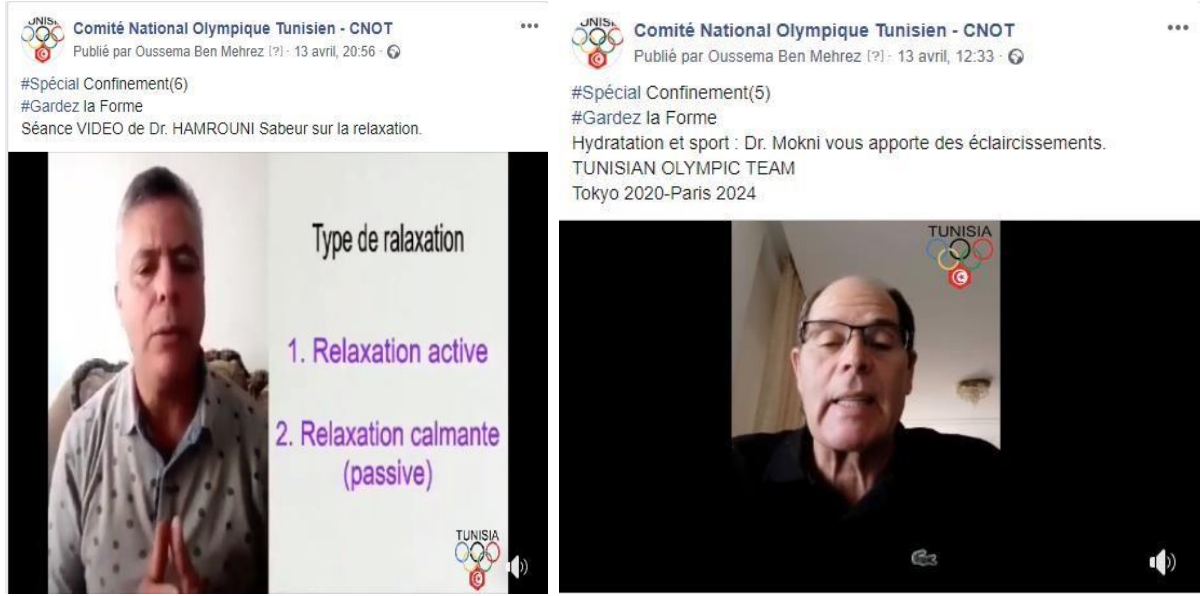 Comité National Olympique Tunisien - CNOT
Publié par Oussema Ben Mehrez [?] · 13 avril, 20:56 ·
#Spécial Confinement(6)
#Gardez la Forme
Séance VIDEO de Dr. HAMROUNI Sabeur sur la relaxation.
Type de ralaxation
1. Relaxation active
2. Relaxation calmante
(passive)
TUNISIA
Comité National Olympique Tunisien - CNOT
Publié par Oussema Ben Mehrez [?] · 13 avril, 12:33 ·
#Spécial Confinement(5)
#Gardez la Forme
Hydratation et sport : Dr. Mokni vous apporte des éclaircissements.
TUNISIAN OLYMPIC TEAM
Tokyo 2020-Paris 2024
TUNISIA